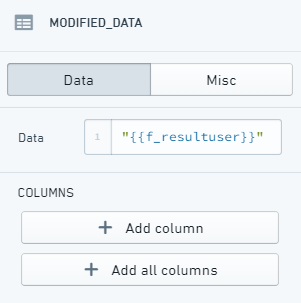 MODIFIED_DATA
Data Misc
Data 1 "{{f_resultuser}}"
COLUMNS
+ Add column
+ Add all columns